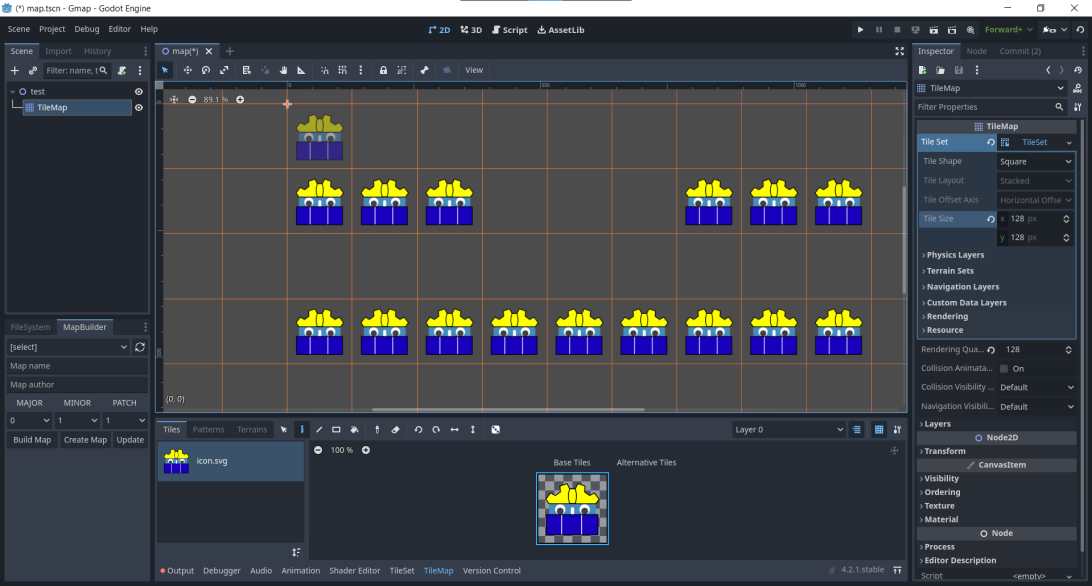 (*) map.tscn - Gmap - Godot Engine
Scene Project Debug Editor Help
2D 3D Script AssetLib
Forward+
Scene Import History
map(*)
Inspector Node Commit (2)
Filter: name, t
View
test
TileMap
TileMap
Filter Properties
89.1 %
0 500 1000
TileMap
Tile Set TileSet
Tile Shape Square
Tile Layout Stacked
Tile Offset Axis Horizontal Offse
Tile Size x 128 px
y 128 px
Physics Layers
Terrain Sets
Navigation Layers
Custom Data Layers
Rendering
Resource
Rendering Qua... 128
Collision Animata... On
Collision Visibility ... Default
Navigation Visibili... Default
Layers
Node2D
Transform
CanvasItem
Visibility
Ordering
Texture
Material
Node
Process
Editor Description
Script <empty>
FileSystem MapBuilder
[select]
Map name
Map author
MAJOR MINOR PATCH
0 1 1
Build Map Create Map Update
(0, 0)
Tiles Patterns Terrains
Layer 0
icon.svg
100 %
Base Tiles Alternative Tiles
Output Debugger Audio Animation Shader Editor TileSet TileMap Version Control
4.2.1.stable